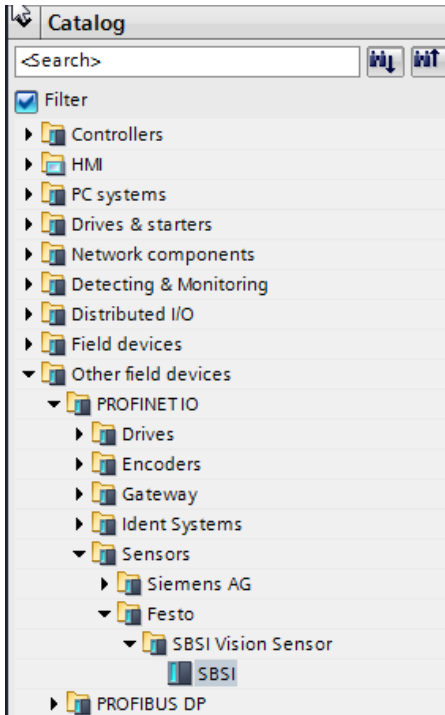 Catalog
<Search>
Filter
Controllers
HMI
PC systems
Drives & starters
Network components
Detecting & Monitoring
Distributed I/O
Field devices
Other field devices
PROFINET IO
Drives
Encoders
Gateway
Ident Systems
Sensors
Siemens AG
Festo
SBSI Vision Sensor
SBSI
PROFIBUS DP